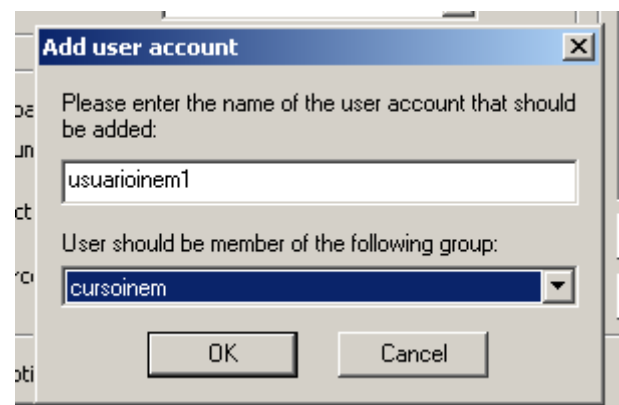 Add user account
Please enter the name of the user account that should
be added:
usuarioinem1
User should be member of the following group:
cursoinem
OK Cancel